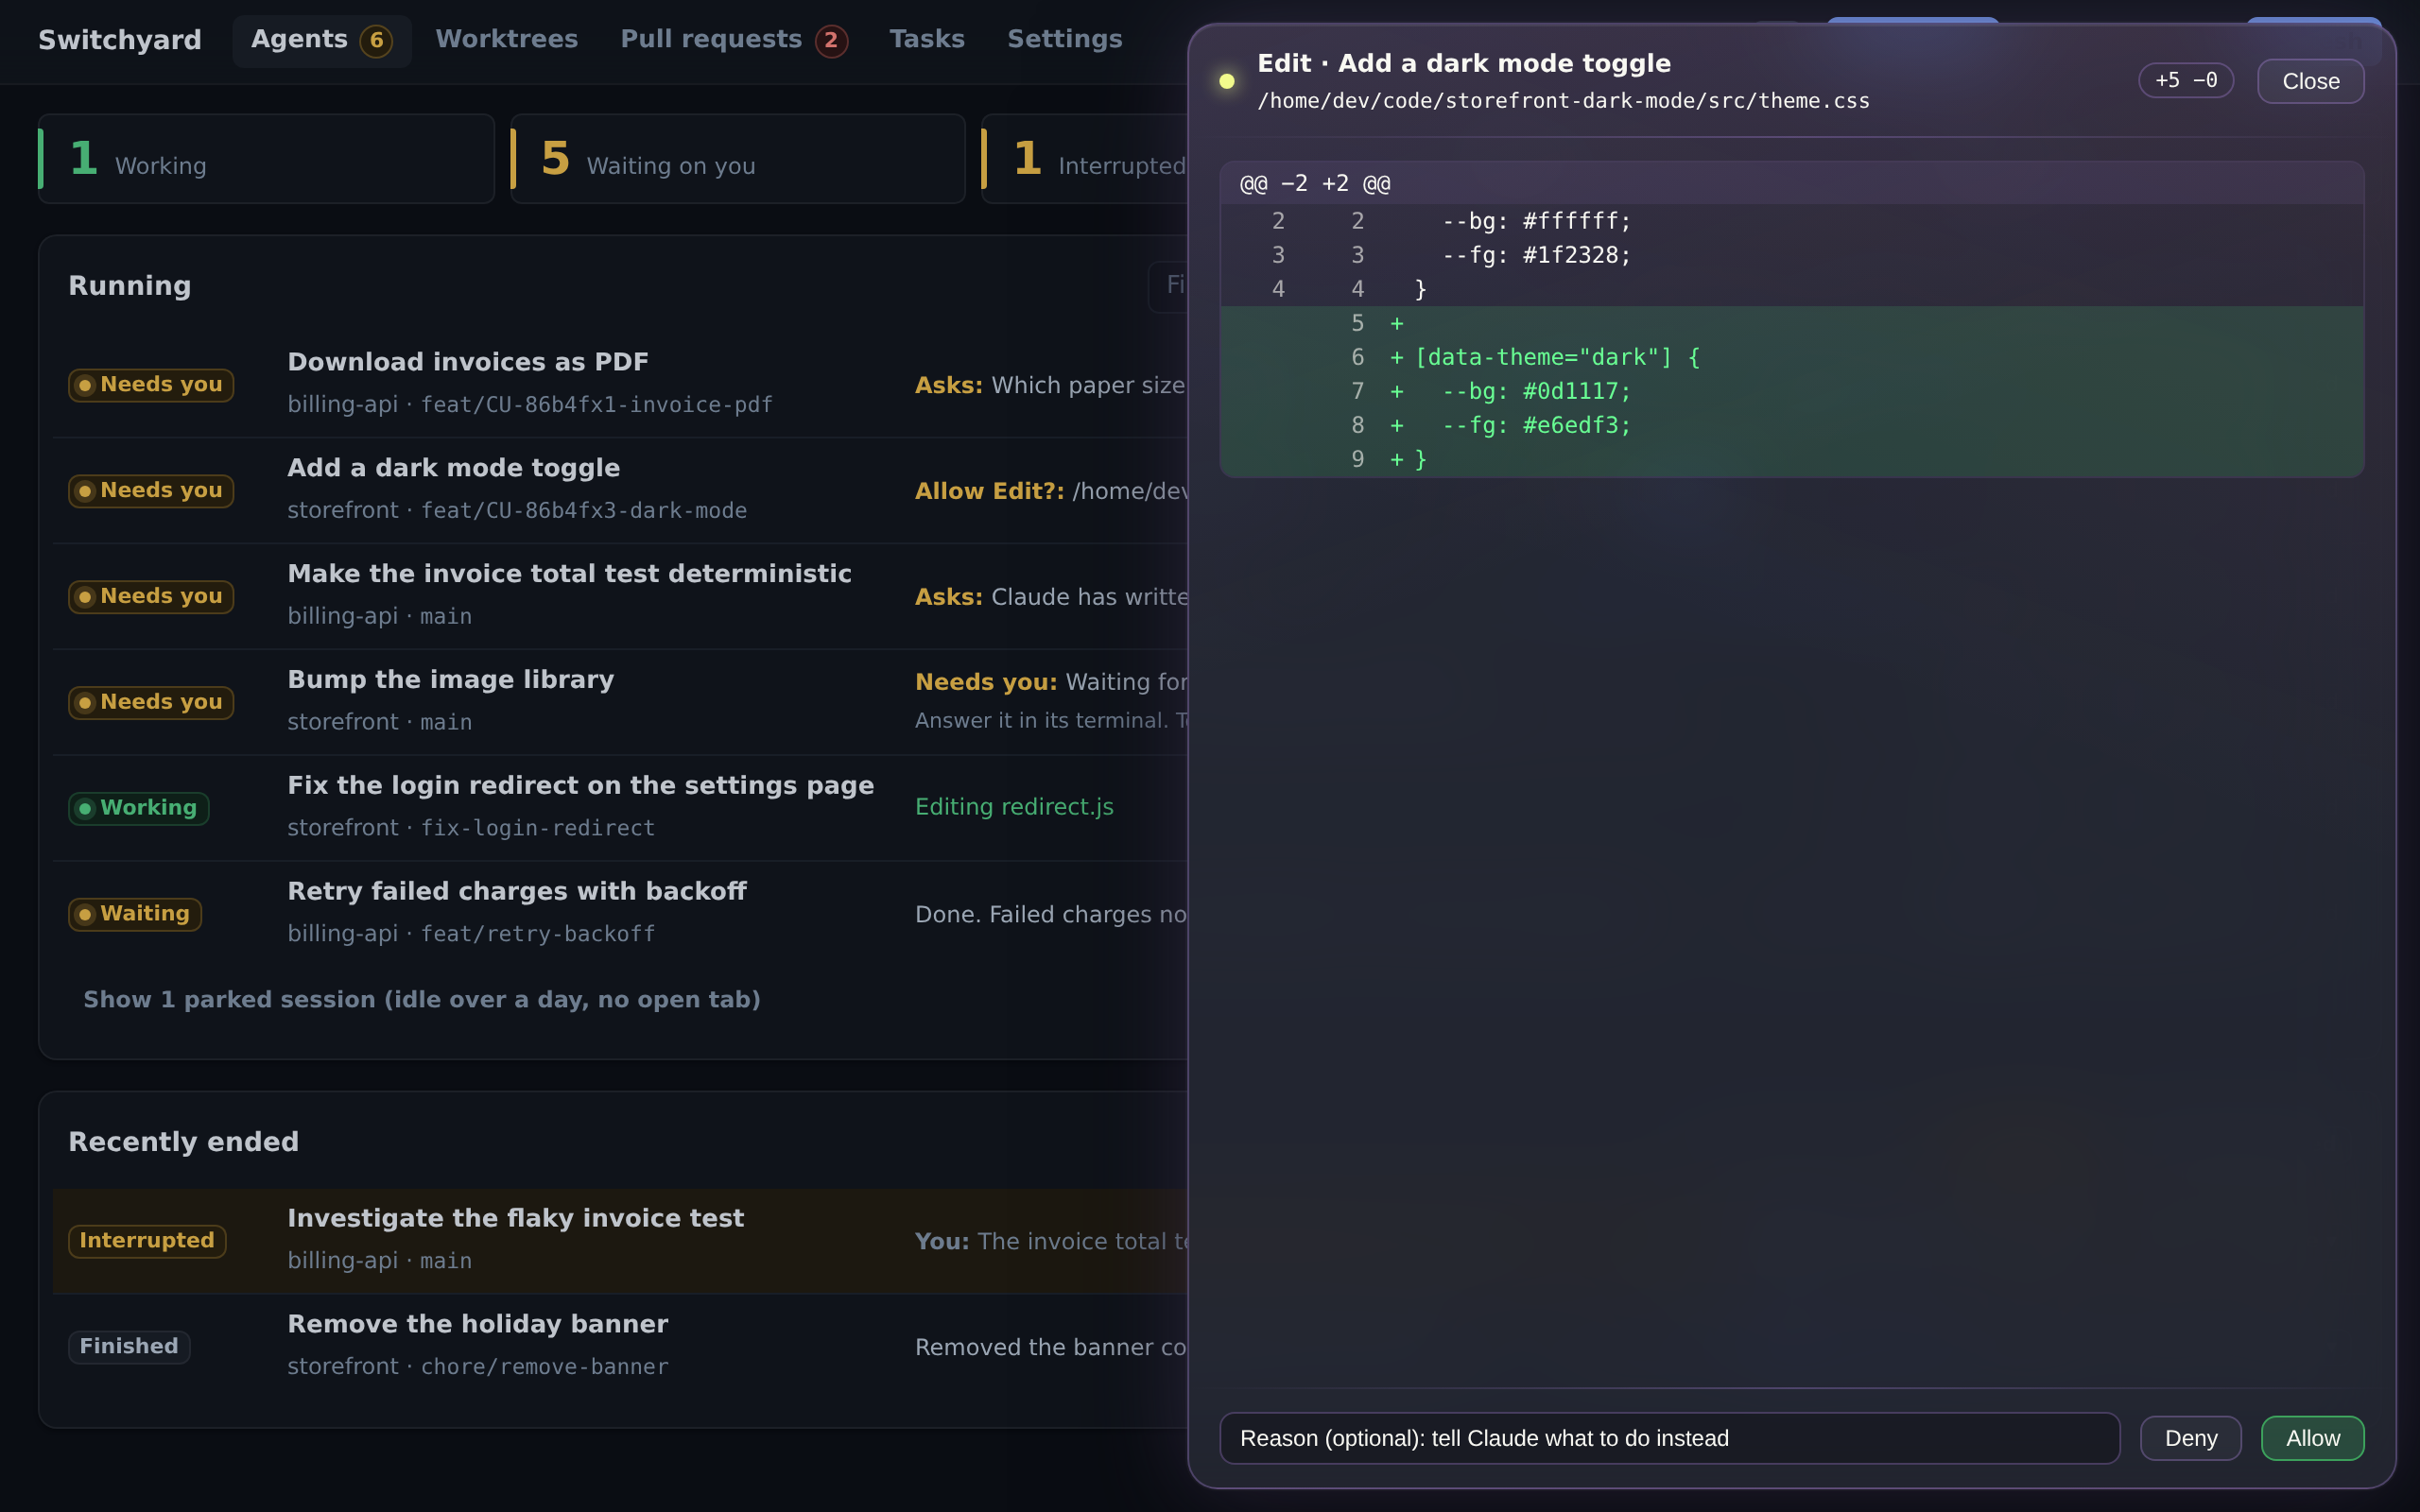 Switchyard Agents 6 Worktrees Pull requests 2 Tasks Settings
1 Working
5 Waiting on you
1 Interrupted
Running
Needs you
Download invoices as PDF
billing-api · feat/CU-86b4fx1-invoice-pdf
Asks: Which paper size
Needs you
Add a dark mode toggle
storefront · feat/CU-86b4fx3-dark-mode
Allow Edit?: /home/dev
Needs you
Make the invoice total test deterministic
billing-api · main
Asks: Claude has writte
Needs you
Bump the image library
storefront · main
Needs you: Waiting for
Answer it in its terminal.
Working
Fix the login redirect on the settings page
storefront · fix-login-redirect
Editing redirect.js
Waiting
Retry failed charges with backoff
billing-api · feat/retry-backoff
Done. Failed charges no
Show 1 parked session (idle over a day, no open tab)
Recently ended
Interrupted
Investigate the flaky invoice test
billing-api · main
You: The invoice total te
Finished
Remove the holiday banner
storefront · chore/remove-banner
Removed the banner co
Edit · Add a dark mode toggle
/home/dev/code/storefront-dark-mode/src/theme.css
+5 −0
Close
@@ −2 +2 @@
2 2 --bg: #ffffff;
3 3 --fg: #1f2328;
4 4 }
5 +
6 + [data-theme="dark"] {
7 + --bg: #0d1117;
8 + --fg: #e6edf3;
9 + }
Reason (optional): tell Claude what to do instead
Deny
Allow